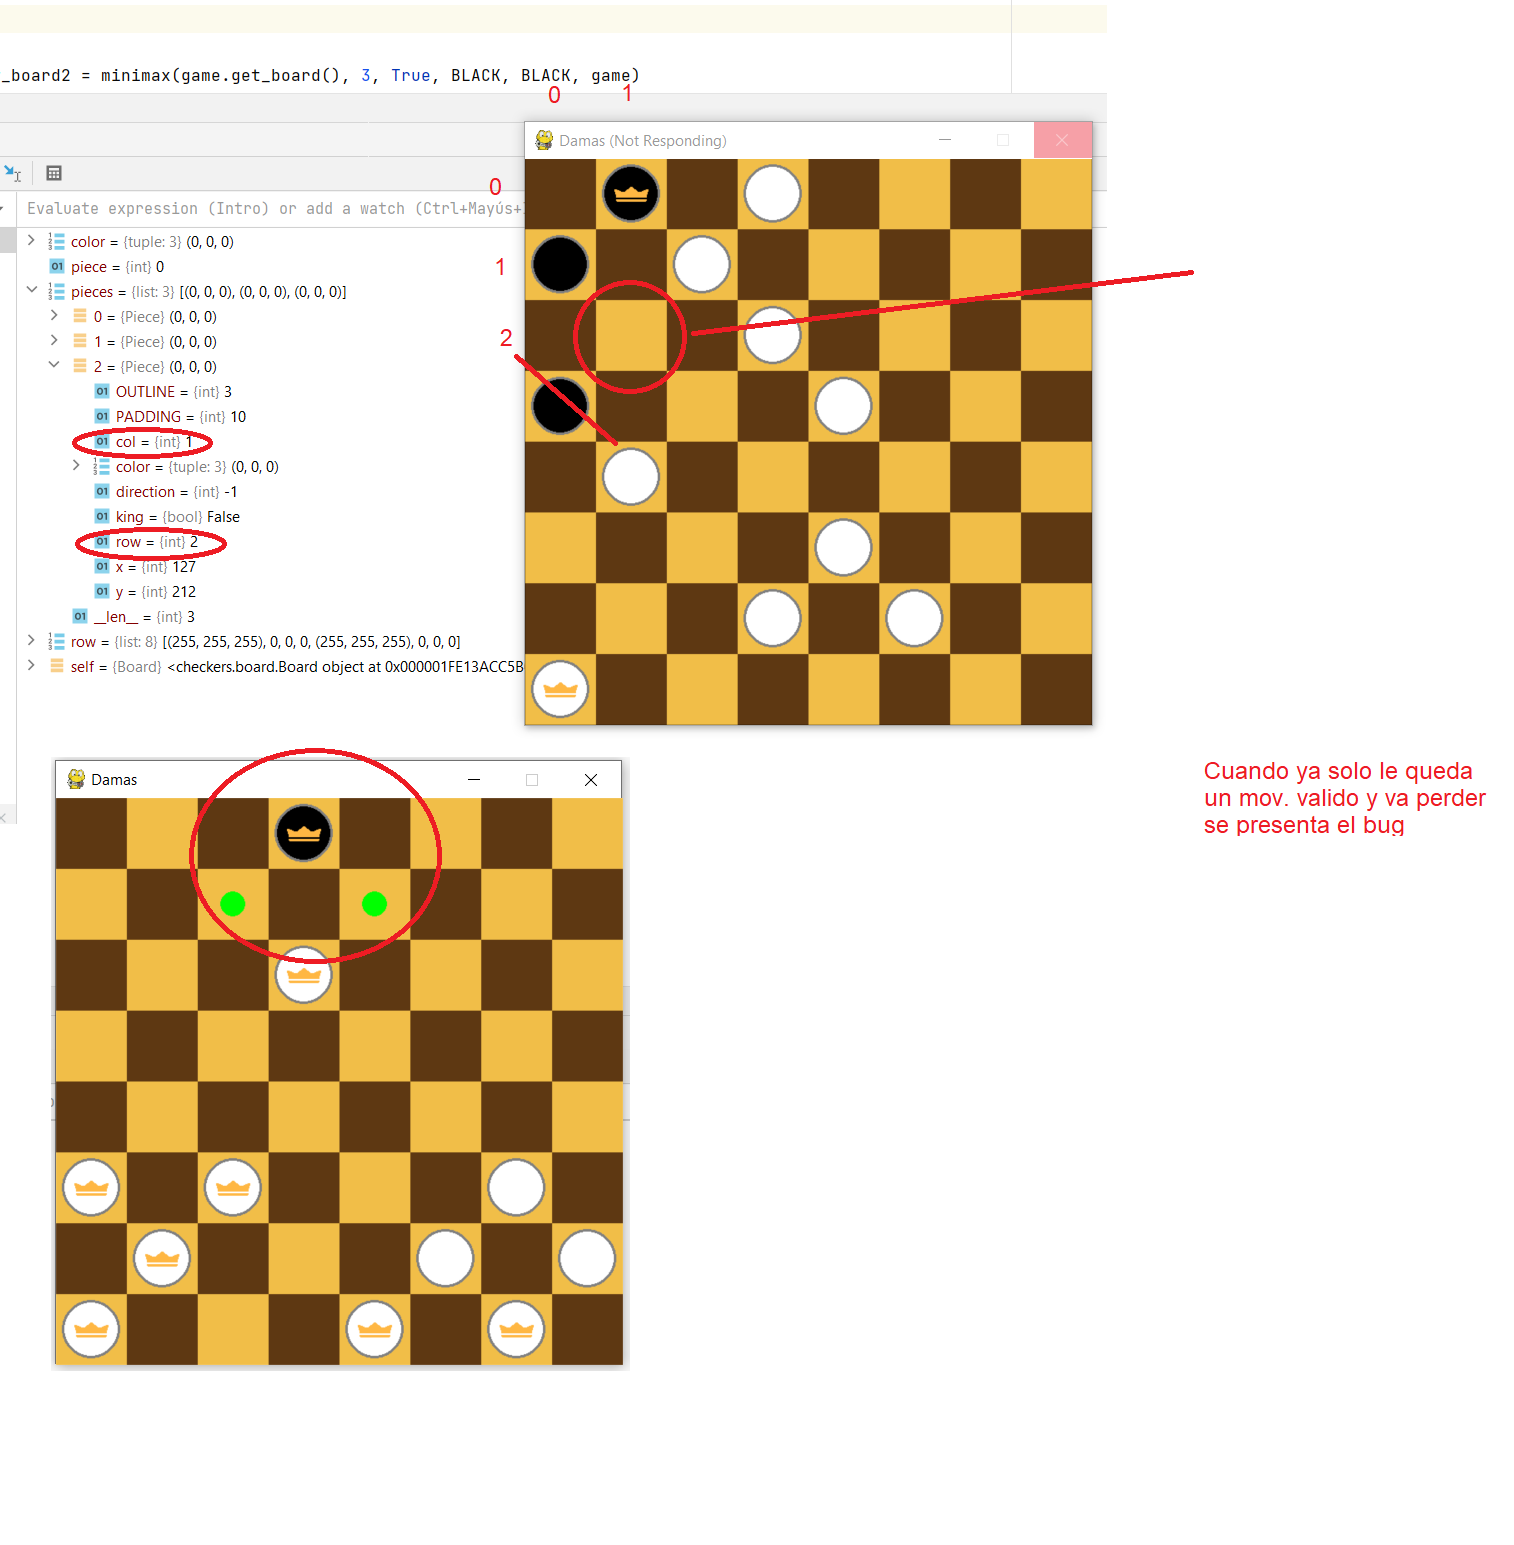 _board2 = minimax(game.get_board(), 3, True, BLACK, BLACK, game)
0 1
Damas (Not Responding)
0
Evaluate expression (Intro) or add a watch (Ctrl+Mayús+
color = {tuple: 3} (0, 0, 0)
piece = {int} 0
1
pieces = {list: 3} [(0, 0, 0), (0, 0, 0), (0, 0, 0)]
0 = {Piece} (0, 0, 0)
1 = {Piece} (0, 0, 0)
2
2 = {Piece} (0, 0, 0)
OUTLINE = {int} 3
PADDING = {int} 10
col = {int} 1
color = {tuple: 3} (0, 0, 0)
direction = {int} -1
king = {bool} False
row = {int} 2
x = {int} 127
y = {int} 212
__len__ = {int} 3
row = {list: 8} [(255, 255, 255), 0, 0, 0, (255, 255, 255), 0, 0, 0]
self = {Board} <checkers.board.Board object at 0x000001FE13ACC5B
Damas
Cuando ya solo le queda
un mov. valido y va perder
se presenta el bug